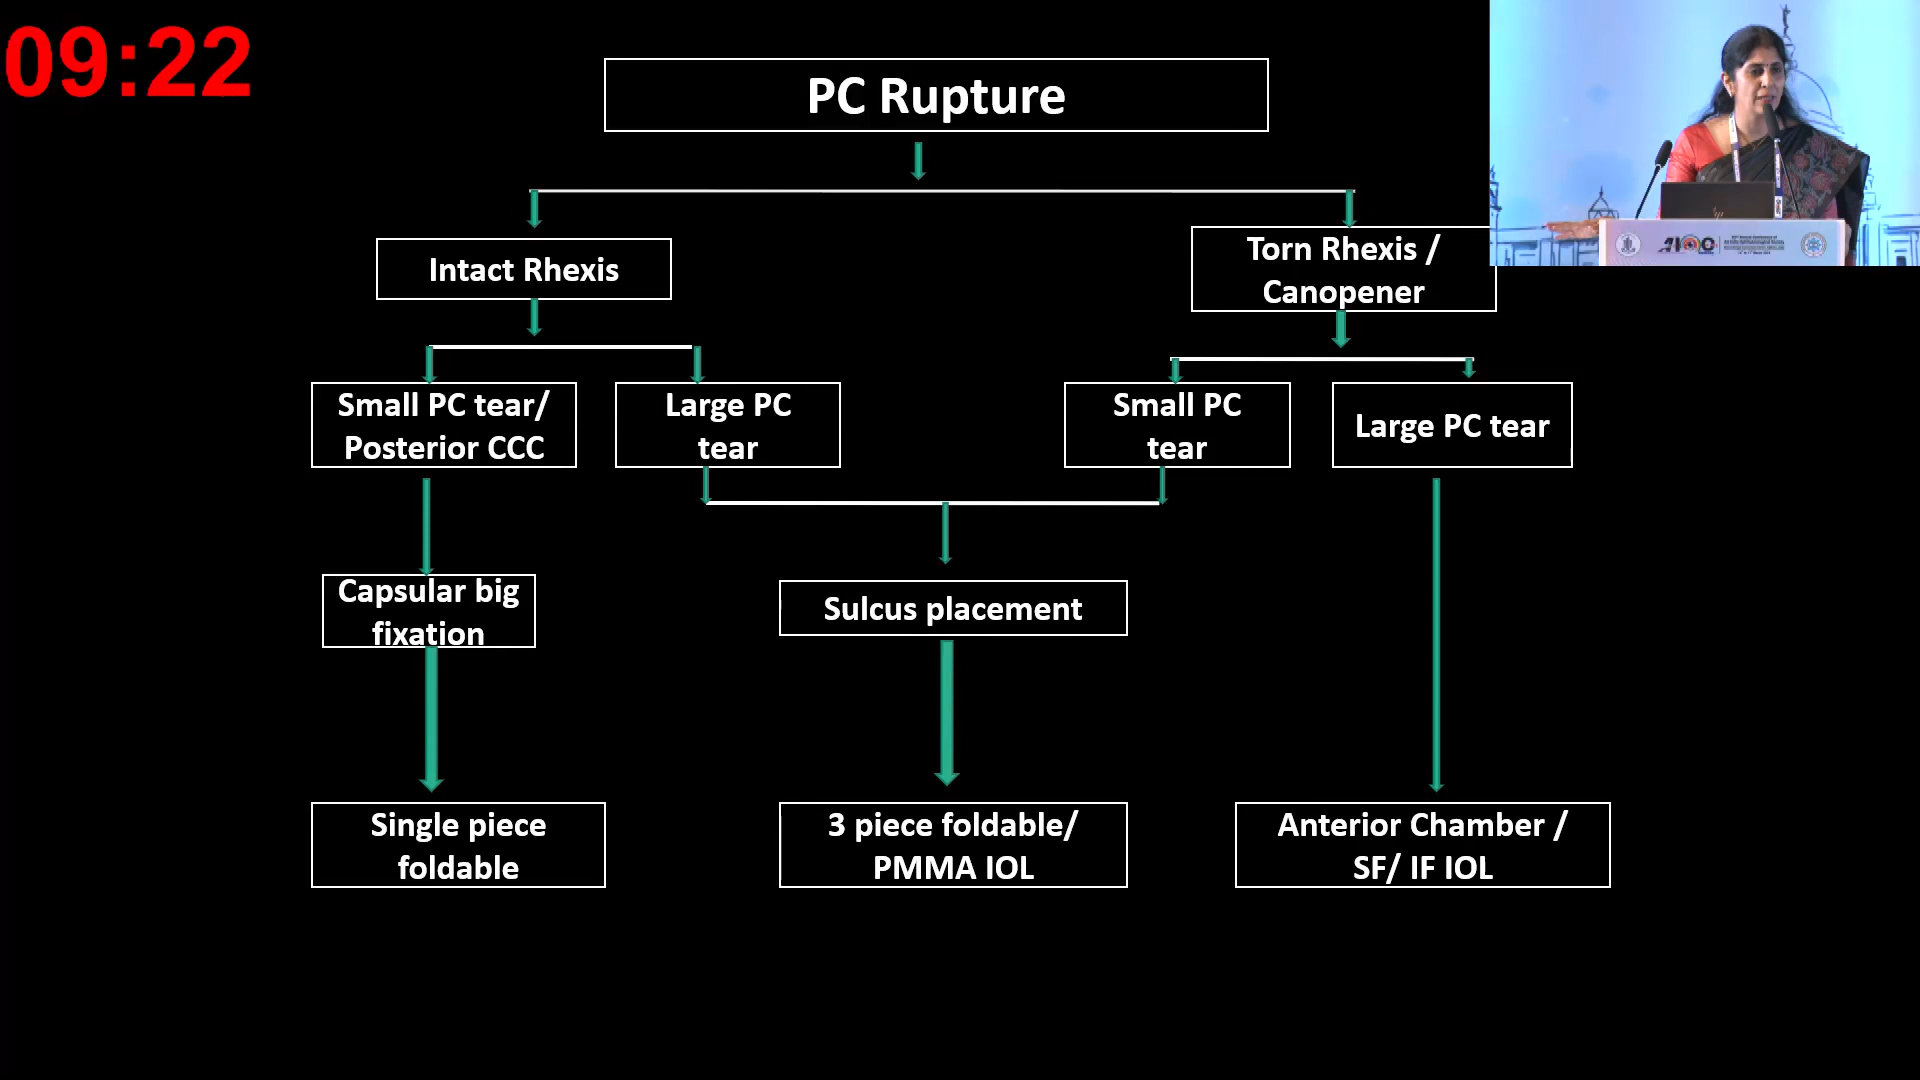 09:22
PC Rupture
Intact Rhexis
Torn Rhexis /
Canopener
Small PC tear/
Posterior CCC
Large PC
tear
Small PC
tear
Large PC tear
Capsular big
fixation
Sulcus placement
Single piece
foldable
3 piece foldable/
PMMA IOL
Anterior Chamber /
SF/ IF IOL